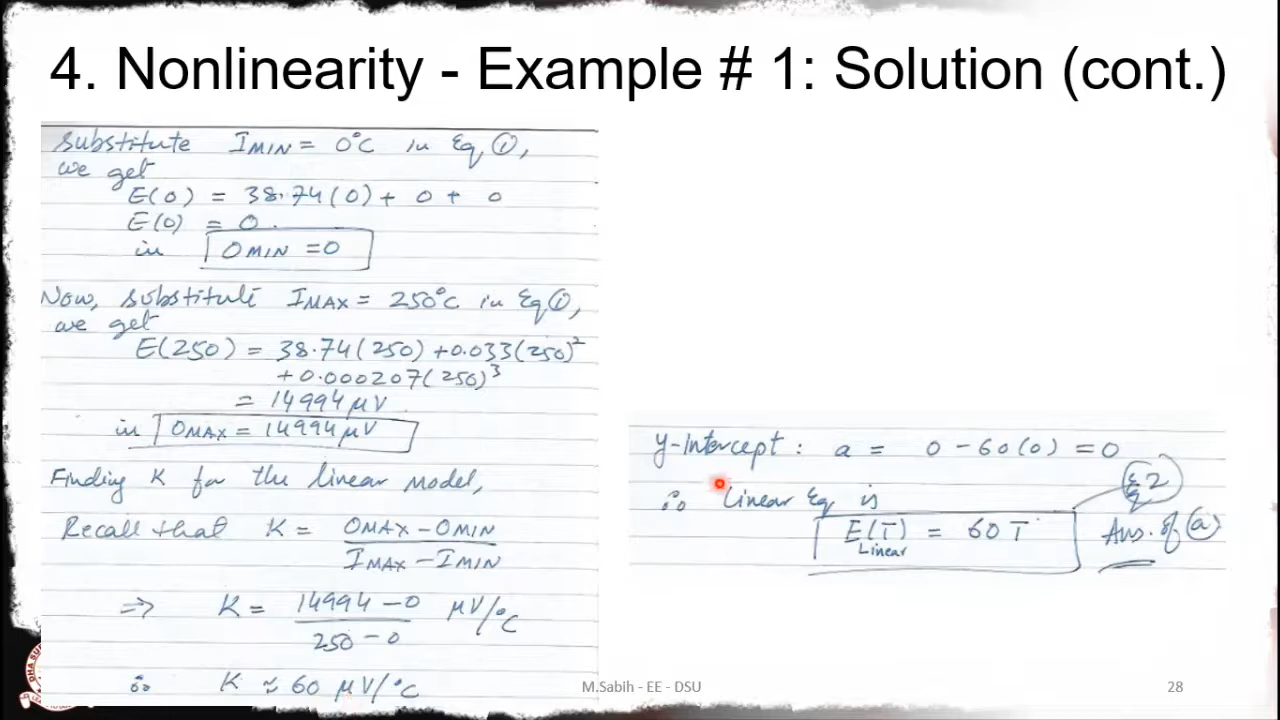 4. Nonlinearity - Example # 1: Solution (cont.)
Substitute IMIN = 0°C in Eq ①,
we get
E(0) = 38.74(0) + 0 + 0
E(0) = 0.
in OMIN = 0
Now, substitute IMAX = 250°C in Eq ①,
we get
E(250) = 38.74(250) + 0.033(250)²
+ 0.000207(250)³
= 14994 μV
in OMAX = 14994 μV
Finding K for the linear model,
Recall that K = OMAX - OMIN
IMAX - IMIN
⇒ K = 14994 - 0 μV/°C
250 - 0
∴ K ≈ 60 μV/°C
y-Intercept : a = 0 - 60(0) = 0
∴ Linear Eq is Eq 2
E(T) = 60 T Ans. of (a)
Linear
M.Sabih - EE - DSU
28